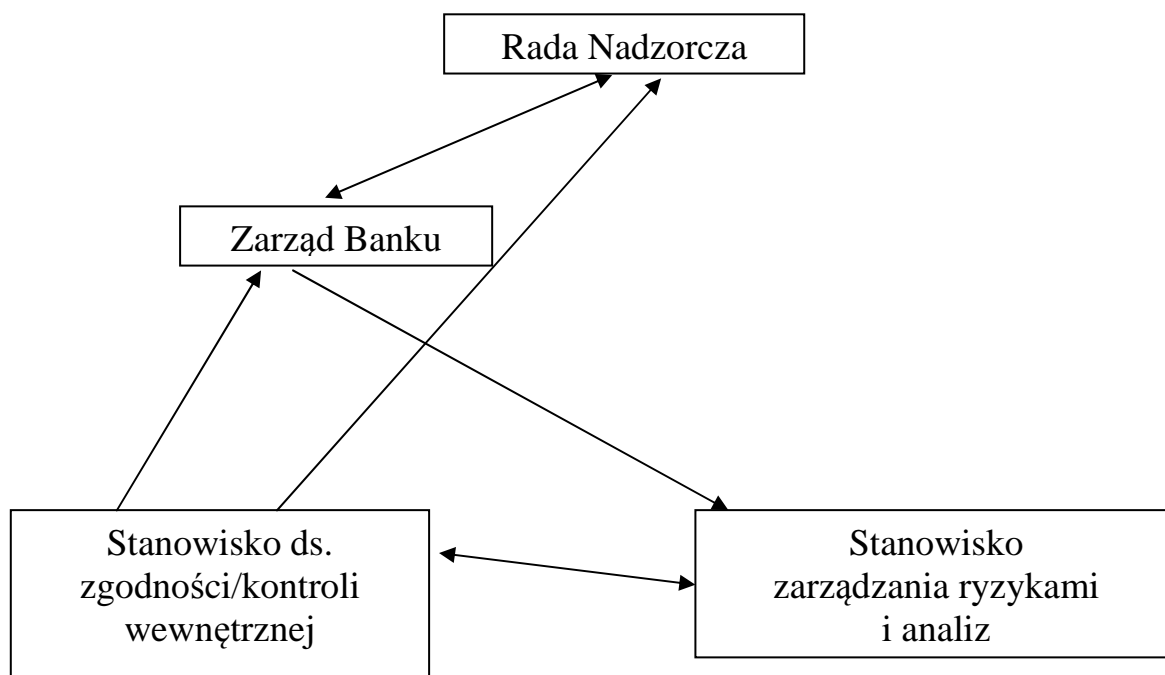 Rada Nadzorcza
Zarząd Banku
Stanowisko ds.
zgodności/kontroli
wewnętrznej
Stanowisko
zarządzania ryzykami
i analiz